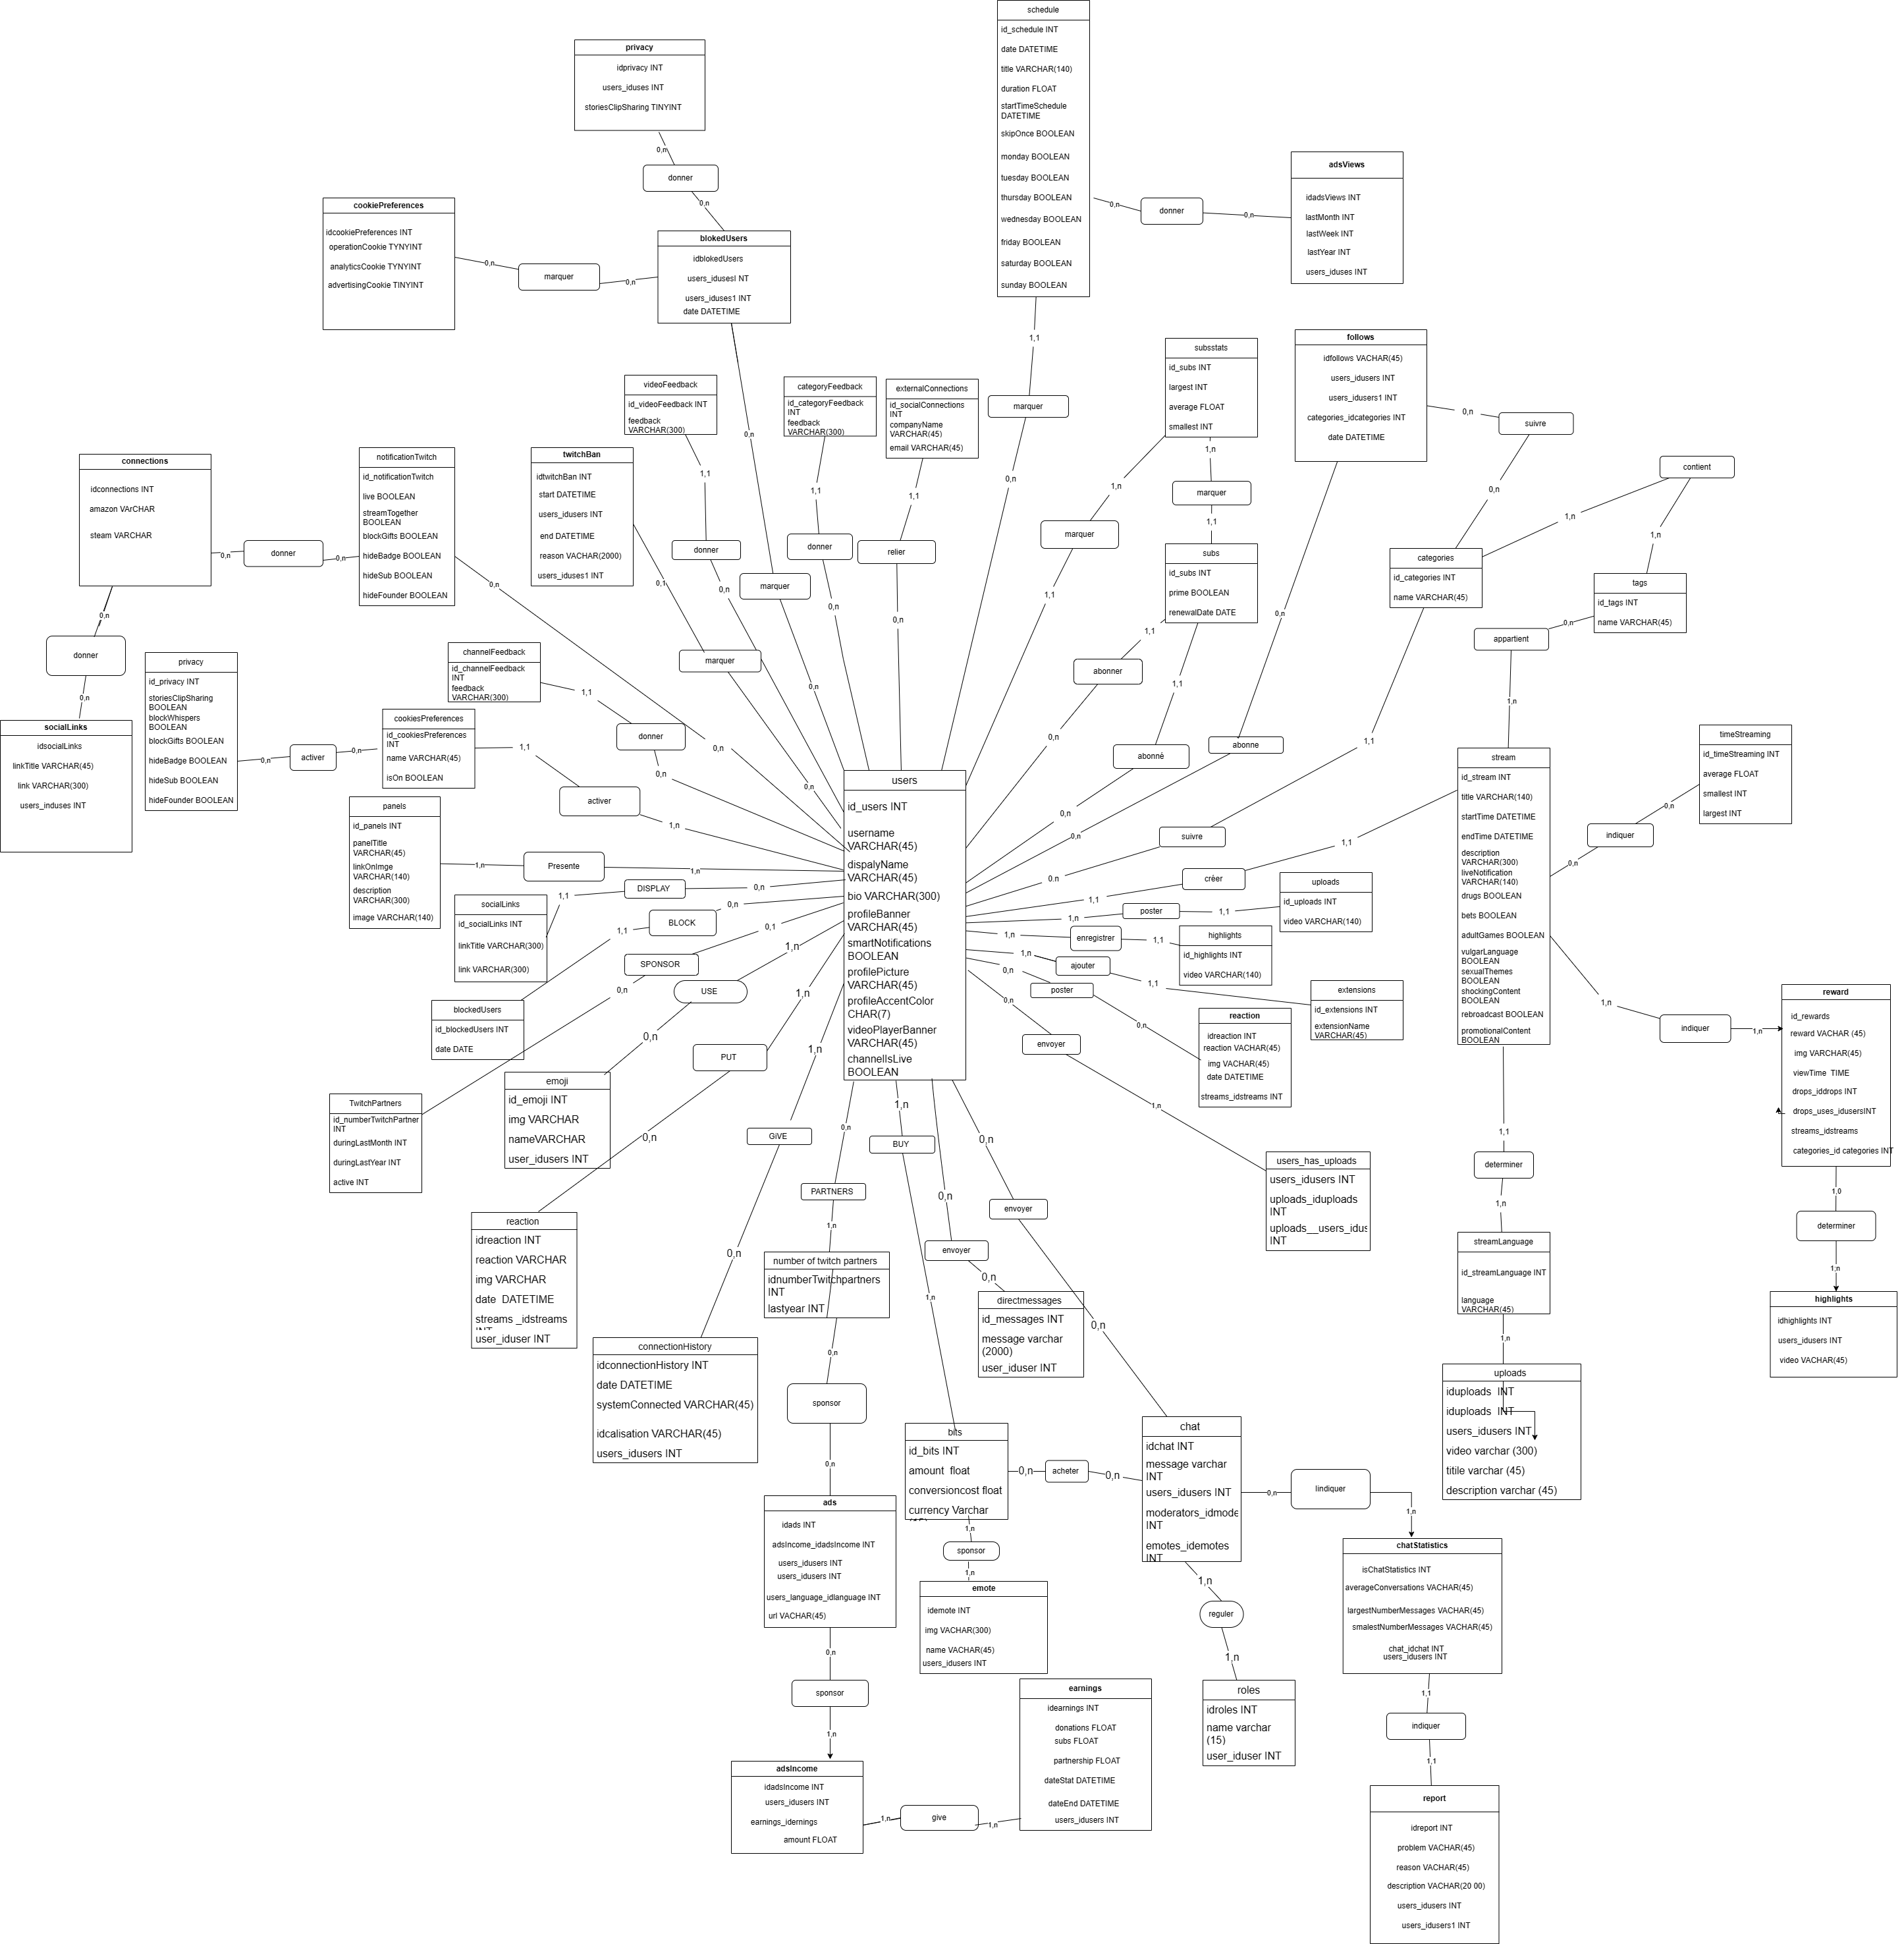 schedule
id_schedule INT
date DATETIME
title VARCHAR(140)
duration FLOAT
startTimeSchedule
DATETIME
skipOnce BOOLEAN
monday BOOLEAN
tuesday BOOLEAN
thursday BOOLEAN
wednesday BOOLEAN
friday BOOLEAN
saturday BOOLEAN
sunday BOOLEAN
privacy
idprivacy INT
users_iduses INT
storiesClipSharing TINYINT
0,n
donner
0,n
adsViews
idadsViews INT
lastMonth INT
lastWeek INT
lastYear INT
users_iduses INT
0,n
donner
0,n
cookiePreferences
idcookiePreferences INT
operationCookie TYNYINT
analyticsCookie TYNYINT
advertisingCookie TINYINT
0,n
marquer
0,n
blokedUsers
idblokedUsers
users_idusesI NT
users_iduses1 INT
date DATETIME
0,n
marquer
0,n
1,1
marquer
0,n
substats
id_subs INT
largest INT
average FLOAT
smallest INT
1,n
marquer
1,1
1,n
marquer
1,1
follows
idfollows VACHAR(45)
users_idusers INT
users_idusers1 INT
categories_idcategories INT
date DATETIME
0,n
suivre
0,n
contient
1,n
1,n
videoFeedback
id_videoFeedback INT
feedback
VARCHAR(300)
1,1
donner
0,n
categoryFeedback
id_categoryFeedback
INT
feedback
VARCHAR(300)
1,1
donner
0,n
externalConnections
id_socialConnections
INT
companyName
VARCHAR(45)
email VARCHAR(45)
1,1
relier
0,n
connections
idconnections INT
amazon VArCHAR
steam VARCHAR
0,n
donner
0,n
notificationTwitch
id_notificationTwitch
live BOOLEAN
streamTogether
BOOLEAN
blockGifts BOOLEAN
hideBadge BOOLEAN
hideSub BOOLEAN
hideFounder BOOLEAN
0,n
0,n
twitchBan
idtwitchBan INT
start DATETIME
users_idusers INT
end DATETIME
reason VACHAR(2000)
users_iduses1 INT
0,1
marquer
0,n
subs
id_subs INT
prime BOOLEAN
renewalDate DATE
1,1
abonner
0,n
1,1
abonné
0,n
0,n
abonne
0,n
categories
id_categories INT
name VARCHAR(45)
1,1
suivre
0.n
tags
id_tags INT
name VARCHAR(45)
0,n
appartient
1,n
0,n
donner
0,n
socialLinks
idsocialLinks
linkTitle VARCHAR(45)
link VARCHAR(300)
users_induses INT
privacy
id_privacy INT
storiesClipSharing
BOOLEAN
blockWhispers
BOOLEAN
blockGifts BOOLEAN
hideBadge BOOLEAN
hideSub BOOLEAN
hideFounder BOOLEAN
0,n
activer
0,n
channelFeedback
id_channelFeedback
INT
feedback
VARCHAR(300)
1,1
donner
0,n
cookiesPreferences
id_cookiesPreferences
INT
name VARCHAR(45)
isOn BOOLEAN
1,1
activer
1,n
panels
id_panels INT
panelTitle
VARCHAR(45)
linkOnImge
VARCHAR(140)
description
VARCHAR(300)
image VARCHAR(140)
1,n
Presente
1,n
users
id_users INT
username
VARCHAR(45)
dispalyName
VARCHAR(45)
bio VARCHAR(300)
profileBanner
VARCHAR(45)
smartNotifications
BOOLEAN
profilePicture
VARCHAR(45)
profileAccentColor
CHAR(7)
videoPlayerBanner
VARCHAR(45)
channelIsLive
BOOLEAN
stream
id_stream INT
title VARCHAR(140)
startTime DATETIME
endTime DATETIME
description
VARCHAR(300)
liveNotification
VARCHAR(140)
drugs BOOLEAN
bets BOOLEAN
adultGames BOOLEAN
vulgarLanguage
BOOLEAN
sexualThemes
BOOLEAN
shockingContent
BOOLEAN
rebroadcast BOOLEAN
promotionalContent
BOOLEAN
timeStreaming
id_timeStreaming INT
average FLOAT
smallest INT
largest INT
0,n
indiquer
0,n
1,1
créer
1,1
socialLinks
id_socialLinks INT
linkTitle VARCHAR(300)
link VARCHAR(300)
1,1
DISPLAY
0,n
1,1
BLOCK
0,n
blockedUsers
id_blockedUsers INT
date DATE
0,1
SPONSOR
0,n
TwitchPartners
id_numberTwitchPartner
INT
duringLastMonth INT
duringLastYear INT
active INT
1,n
USE
0,n
emoji
id_emoji INT
img VARCHAR
nameVARCHAR
user_idusers INT
1,n
PUT
0,n
reaction
idreaction INT
reaction VARCHAR
img VARCHAR
date DATETIME
streams _idstreams
user_iduser INT
1,n
GiVE
0,n
connectionHistory
idconnectionHistory INT
date DATETIME
systemConnected VARCHAR(45)
idcalisation VARCHAR(45)
users_idusers INT
uploads
id_uploads INT
video VARCHAR(140)
1,n
poster
1,1
1,n
enregistrer
1,1
highlights
id_highlights INT
video VARCHAR(140)
1,n
ajouter
1,1
extensions
id_extensions INT
extensionName
VARCHAR(45)
0,n
poster
0,n
reaction
idreaction INT
reaction VACHAR(45)
img VACHAR(45)
date DATETIME
streams_idstreams INT
0,n
envoyer
1,n
users_has_uploads
users_idusers INT
uploads_iduploads
INT
uploads__users_idus
INT
1,n
indiquer
1,n
reward
id_rewards
reward VACHAR (45)
img VARCHAR(45)
viewTime TIME
drops_iddrops INT
drops_uses_idusersINT
streams_idstreams
categories_id categories INT
1,0
determiner
1,n
highlights
idhighlights INT
users_idusers INT
video VACHAR(45)
1,1
determiner
1,n
streamLanguage
id_streamLanguage INT
language
VARCHAR(45)
1,n
uploads
iduploads INT
iduploads INT
users_idusers INT
video varchar (300)
titile varchar (45)
description varchar (45)
0,n
PARTNERS
1,n
number of twitch partners
idnumberTwitchpartners
INT
lastyear INT
0,n
sponsor
0,n
ads
idads INT
adsIncome_idadsIncome INT
users_idusers INT
users_idusers INT
users_language_idlanguage INT
url VACHAR(45)
0,n
sponsor
1,n
adsIncome
idadsIncome INT
users_idusers INT
earnings_idernings
amount FLOAT
1,n
give
1,n
earnings
idearnings INT
donations FLOAT
subs FLOAT
partnership FLOAT
dateStat DATETIME
dateEnd DATETIME
users_idusers INT
1,n
BUY
1,n
bits
id_bits INT
amount float
conversioncost float
currency Varchar
1,n
sponsor
1,n
emote
idemote INT
img VACHAR(300)
name VACHAR(45)
users_idusers INT
0,n
envoyer
0,n
directmessages
id_messages INT
message varchar
(2000)
user_iduser INT
0,n
envoyer
0,n
0,n
acheter
0,n
chat
idchat INT
message varchar
INT
users_idusers INT
moderators_idmode
INT
emotes_idemotes
INT
1,n
reguler
1,n
roles
idroles INT
name varchar
(15)
user_iduser INT
0,n
lindiquer
1,n
chatStatistics
isChatStatistics INT
averageConversations VACHAR(45)
largestNumberMessages VACHAR(45)
smalestNumberMessages VACHAR(45)
chat_idchat INT
users_idusers INT
1,1
indiquer
1,1
report
idreport INT
problem VACHAR(45)
reason VACHAR(45)
description VACHAR(20 00)
users_idusers INT
users_idusers1 INT